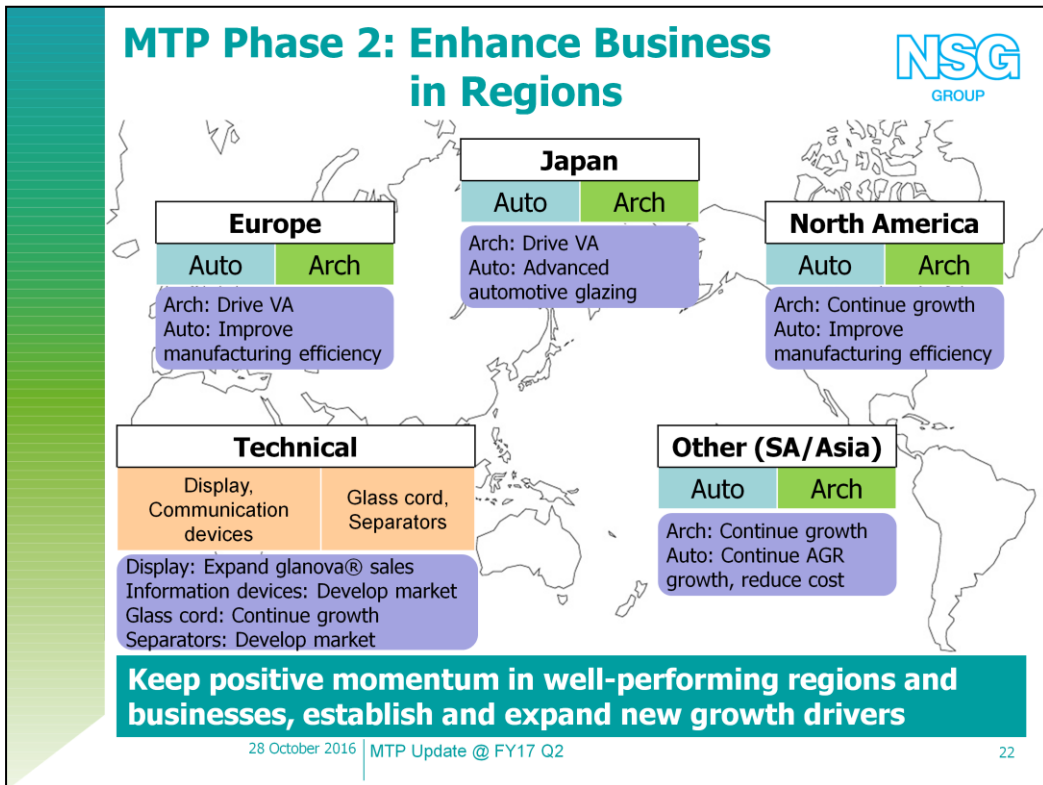 MTP Phase 2: Enhance Business
in Regions
NSG
GROUP
Japan
Auto
Arch
Arch: Drive VA
Auto: Advanced
automotive glazing
Europe
Auto
Arch
Arch: Drive VA
Auto: Improve
manufacturing efficiency
North America
Auto
Arch
Arch: Continue growth
Auto: Improve
manufacturing efficiency
Technical
Display,
Communication
devices
Glass cord,
Separators
Display: Expand glanova® sales
Information devices: Develop market
Glass cord: Continue growth
Separators: Develop market
Other (SA/Asia)
Auto
Arch
Arch: Continue growth
Auto: Continue AGR
growth, reduce cost
Keep positive momentum in well-performing regions and
businesses, establish and expand new growth drivers
28 October 2016
MTP Update @ FY17 Q2
22